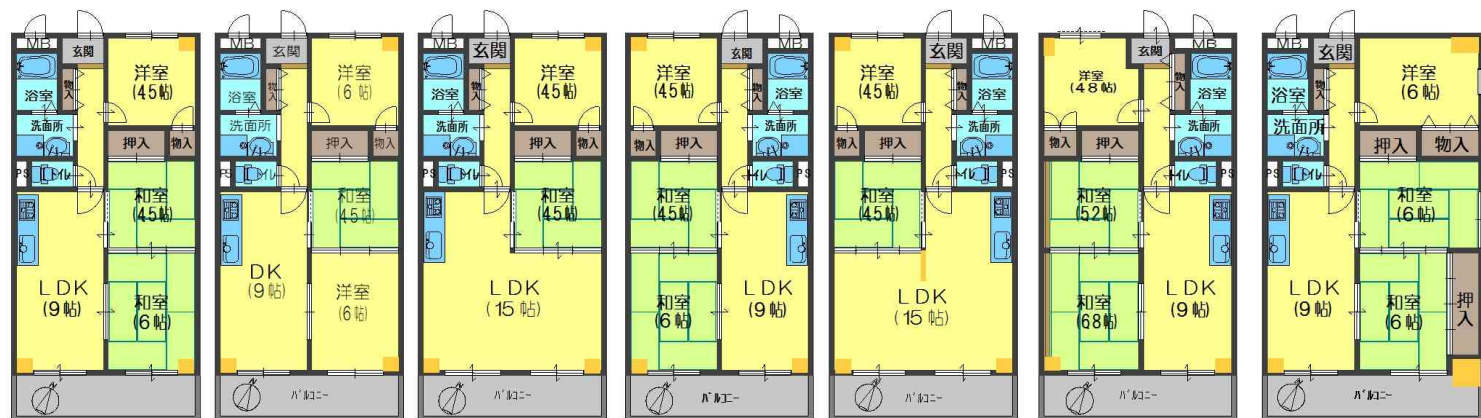 MB
玄関
洋室
(4.5帖)
浴室
物入
洗面所
押入
物入
PS
トイレ
和室
(4.5帖)
LDK
(9帖)
和室
(6帖)
MB
玄関
洋室
(6帖)
浴室
物入
洗面所
押入
物入
PS
トイレ
和室
(4.5帖)
DK
(9帖)
洋室
(6帖)
バルコニー
MB
玄関
洋室
(4.5帖)
浴室
物入
洗面所
押入
物入
PS
トイレ
和室
(4.5帖)
LDK
(15帖)
バルコニー
玄関
MB
洋室
(4.5帖)
物入
浴室
洗面所
物入
押入
トイレ
PS
和室
(4.5帖)
LDK
(9帖)
和室
(6帖)
バルコニー
玄関
MB
洋室
(4.5帖)
物入
浴室
洗面所
物入
押入
トイレ
PS
和室
(4.5帖)
LDK
(15帖)
バルコニー
玄関
MB
洋室
(4.8帖)
物入
浴室
洗面所
物入
押入
トイレ
PS
和室
(5.2帖)
和室
(6.8帖)
LDK
(9帖)
バルコニー
MB
玄関
洋室
(6帖)
浴室
物入
洗面所
押入
物入
PS
トイレ
和室
(6帖)
LDK
(9帖)
和室
(6帖)
押入
バルコニー